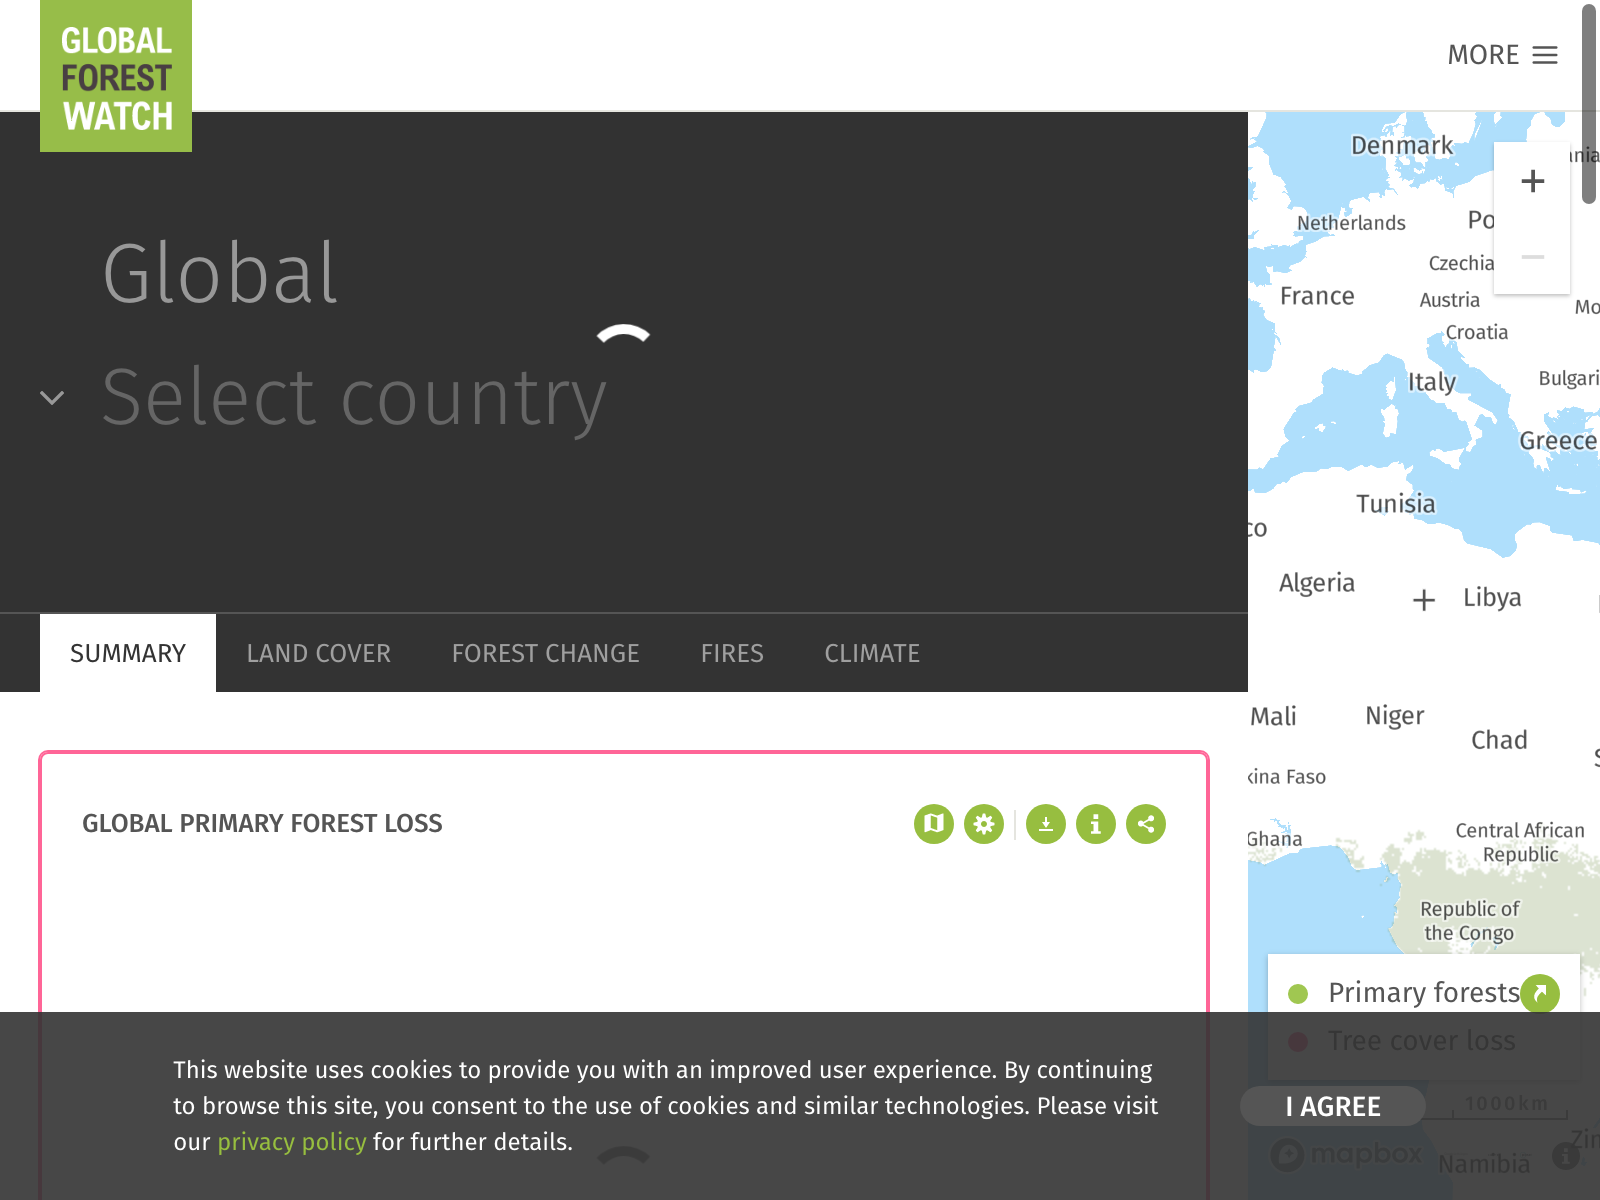 GLOBAL
FOREST
WATCH
MORE
Global
Select country
SUMMARY
LAND COVER
FOREST CHANGE
FIRES
CLIMATE
GLOBAL PRIMARY FOREST LOSS
Denmark
Netherlands
Czechia
France
Austria
Croatia
Italy
Greece
Tunisia
Algeria
Libya
Mali
Niger
Chad
Ghana
Central African
Republic
Republic of
the Congo
Primary forests
Tree cover loss
This website uses cookies to provide you with an improved user experience. By continuing
to browse this site, you consent to the use of cookies and similar technologies. Please visit
our privacy policy for further details.
I AGREE
1000km
mapbox
Namibia